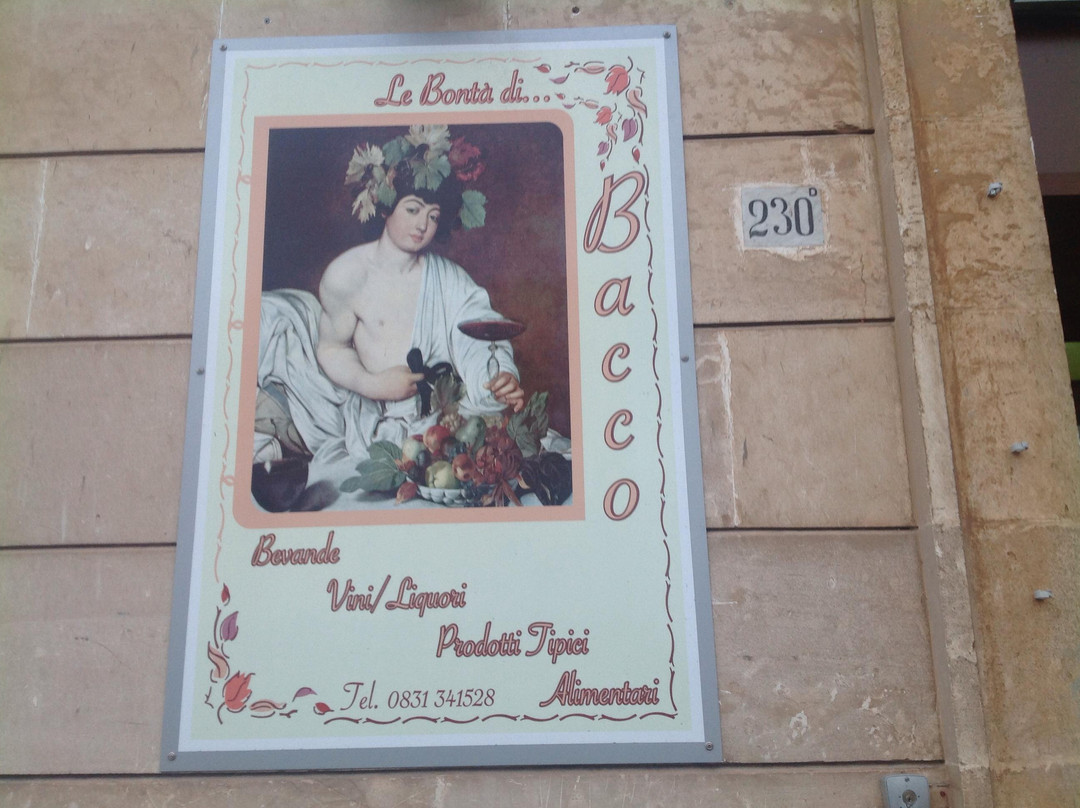 Le Bontà di...
Bacco
230°
Bevande
Vini/Liquori
Prodotti Tipici
Alimentari
Tel. 0831 341528